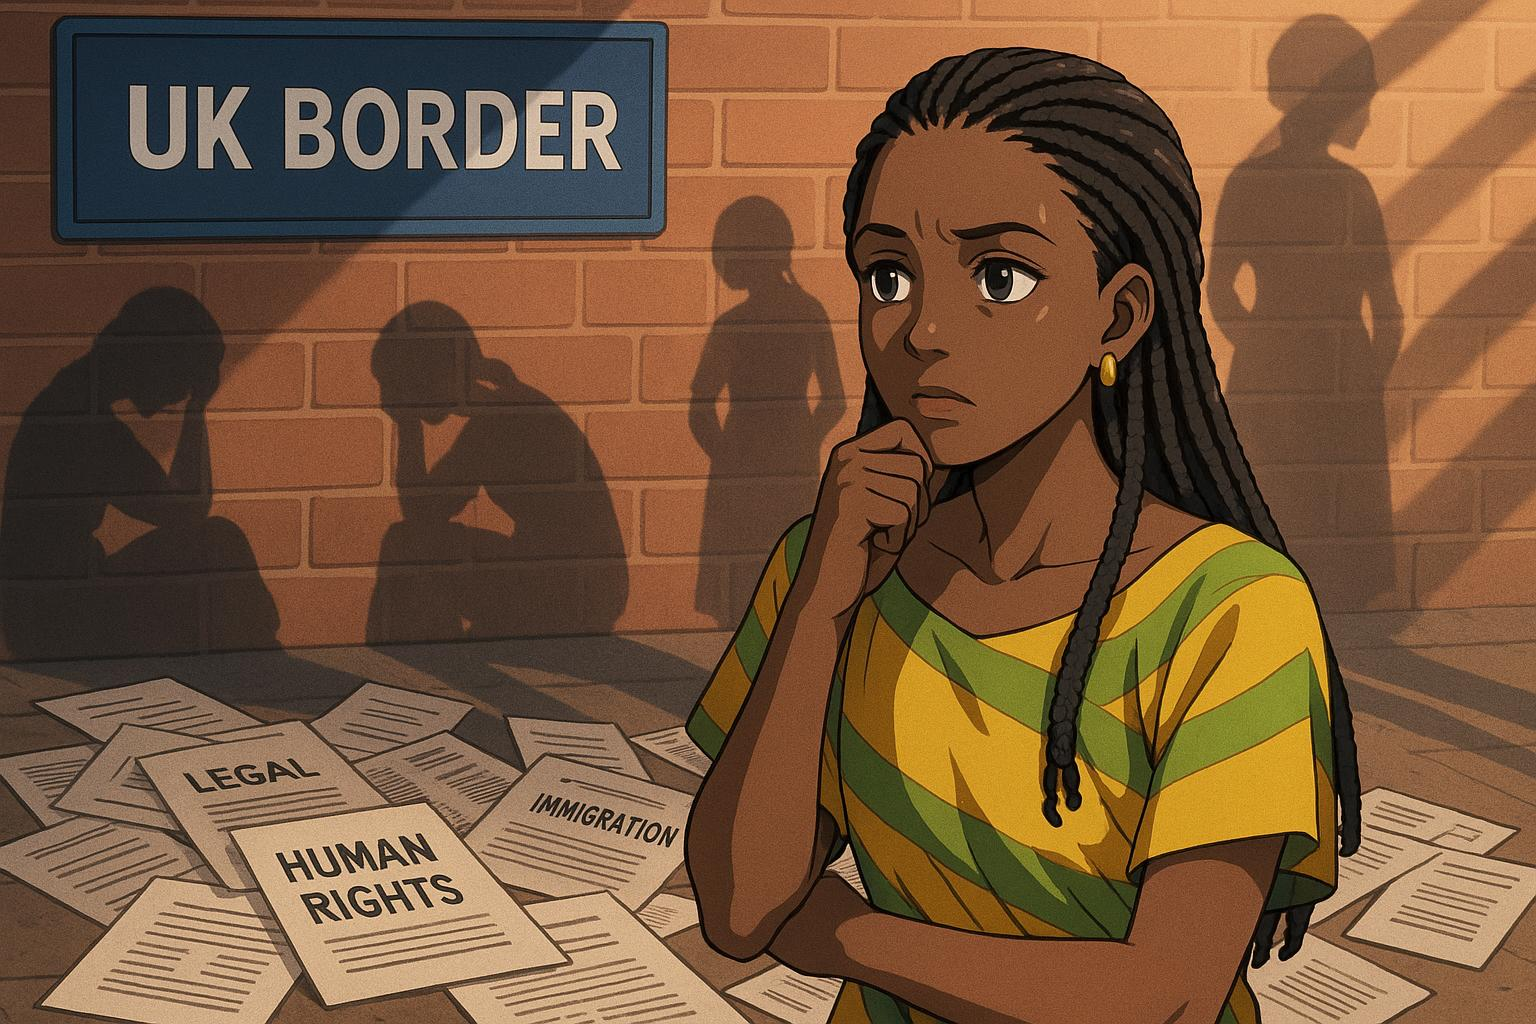 UK BORDER
LEGAL
HUMAN
RIGHTS
IMMIGRATION